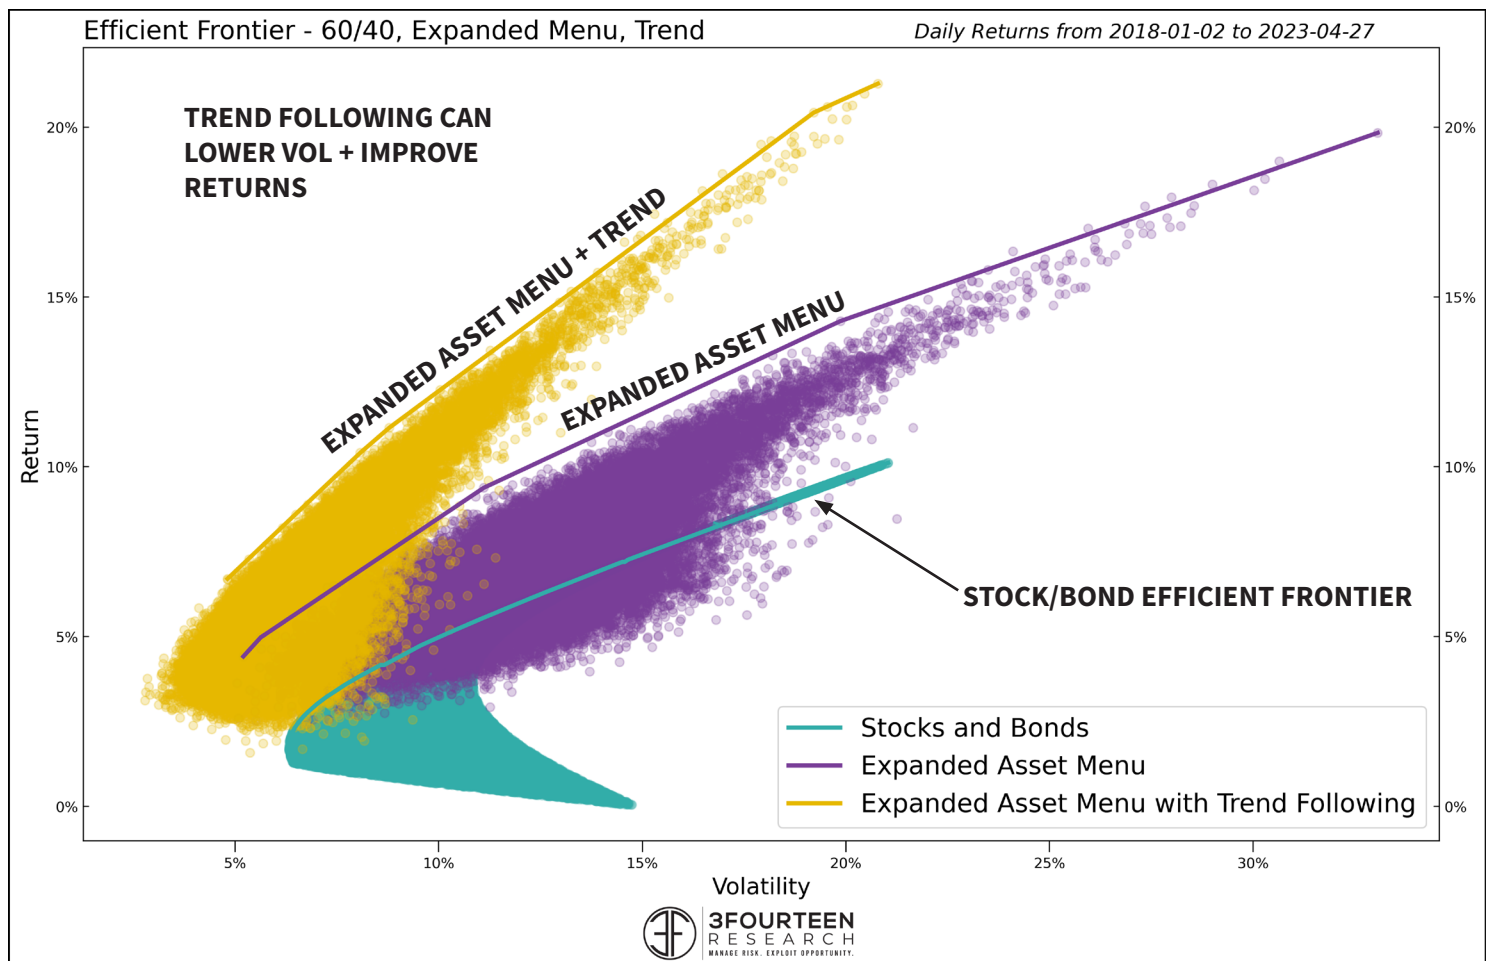 Efficient Frontier - 60/40, Expanded Menu, Trend
Daily Returns from 2018-01-02 to 2023-04-27
TREND FOLLOWING CAN
LOWER VOL + IMPROVE
RETURNS
EXPANDED ASSET MENU + TREND
EXPANDED ASSET MENU
STOCK/BOND EFFICIENT FRONTIER
Return
20%
15%
10%
5%
0%
20%
15%
10%
5%
0%
Stocks and Bonds
Expanded Asset Menu
Expanded Asset Menu with Trend Following
5%
10%
15%
20%
25%
30%
Volatility
3FOURTEEN
RESEARCH
MANAGE RISK. EXPLOIT OPPORTUNITY.